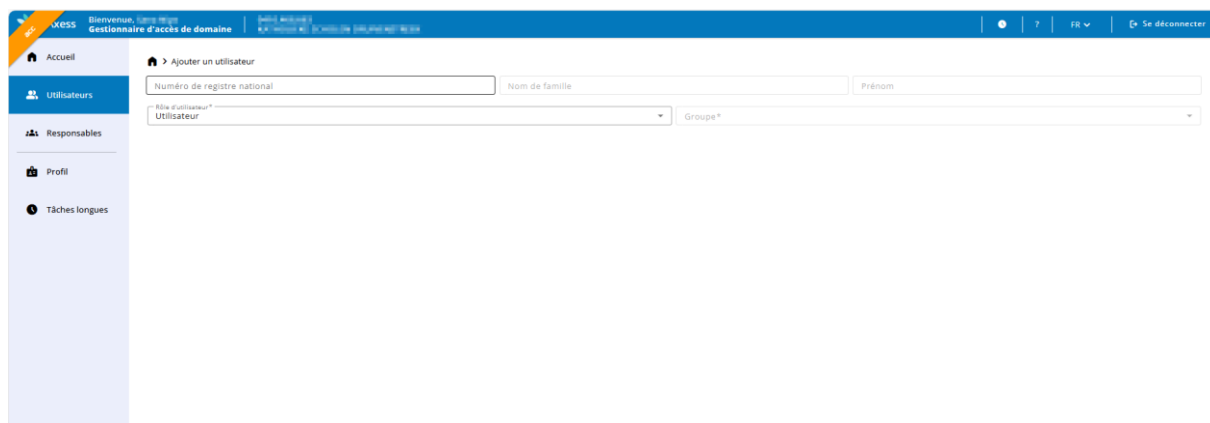 acc
xess
Bienvenue,
Gestionnaire d'accès de domaine
?
FR
Se déconnecter
Accueil
Utilisateurs
Responsables
Profil
Tâches longues
> Ajouter un utilisateur
Numéro de registre national
Nom de famille
Prénom
Rôle d'utilisateur*
Utilisateur
Groupe*